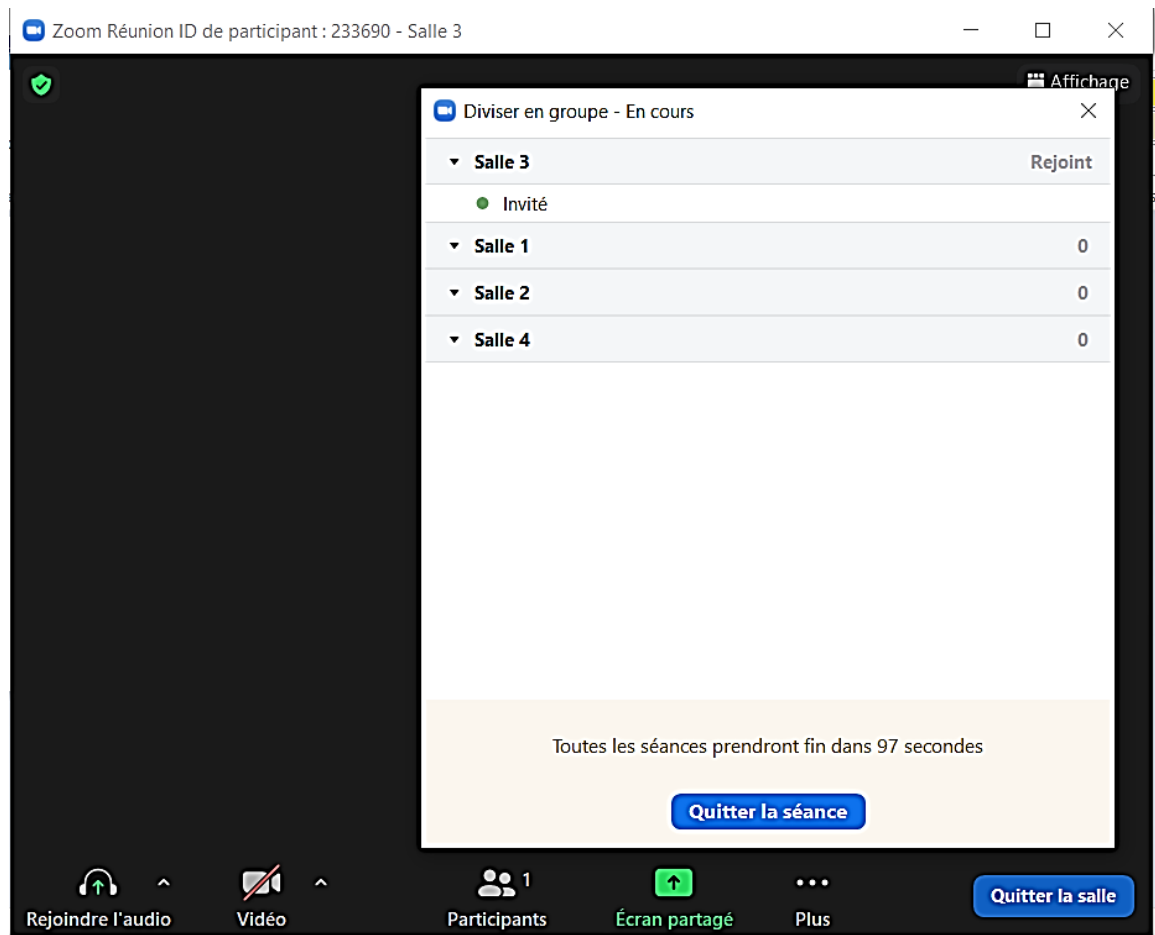 Zoom Réunion ID de participant : 233690 - Salle 3
Affichage
Diviser en groupe - En cours
Salle 3 Rejoint
Invité
Salle 1 0
Salle 2 0
Salle 4 0
Toutes les séances prendront fin dans 97 secondes
Quitter la séance
1
Rejoindre l'audio Vidéo Participants Écran partagé Plus Quitter la salle